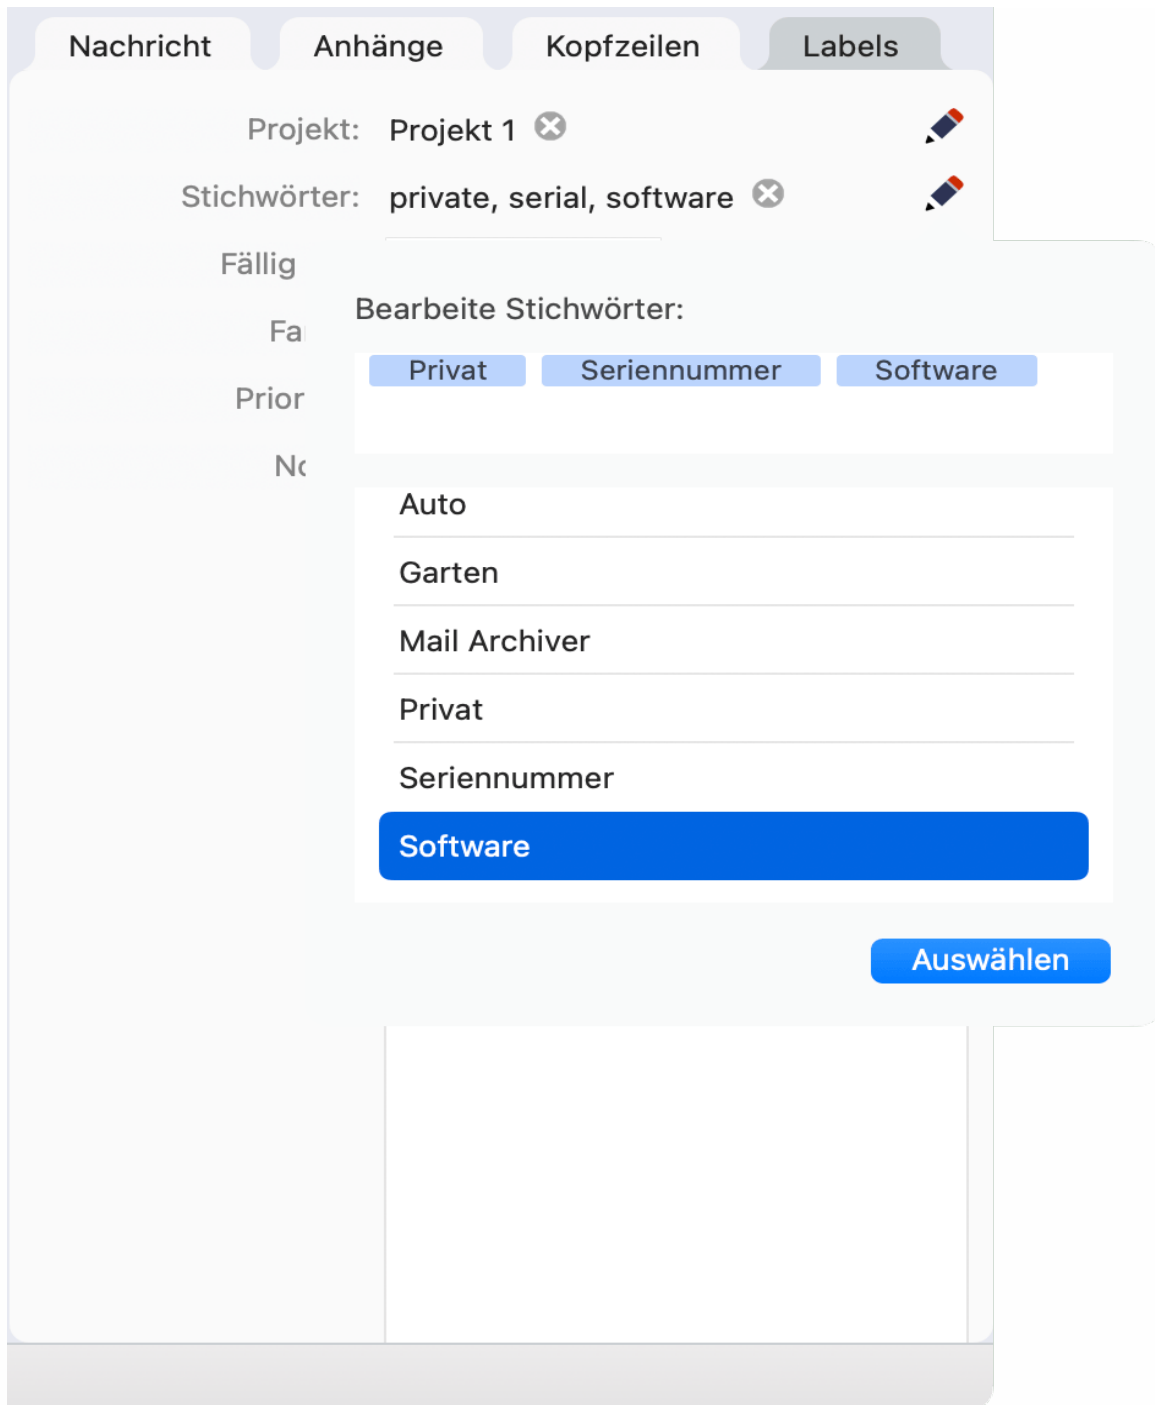 Nachricht Anhänge Kopfzeilen Labels
Projekt: Projekt 1
Stichwörter: private, serial, software
Fällig
Bearbeite Stichwörter:
Privat Seriennummer Software
Auto
Garten
Mail Archiver
Privat
Seriennummer
Software
Auswählen